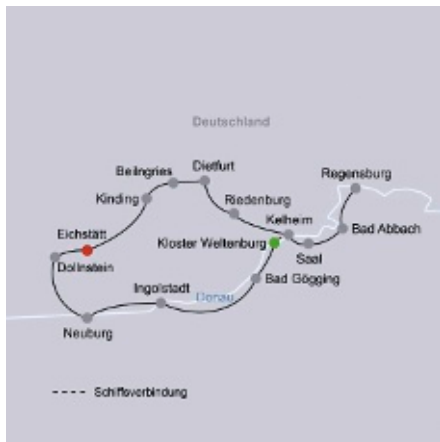 Deutschland
Beilngries
Dietfurt
Regensburg
Kinding
Riedenburg
Kelheim
Eichstätt
Kloster Weltenburg
Bad Abbach
Saal
Dollnstein
Bad Gögging
Ingolstadt
Donau
Neuburg
Schiffsverbindung